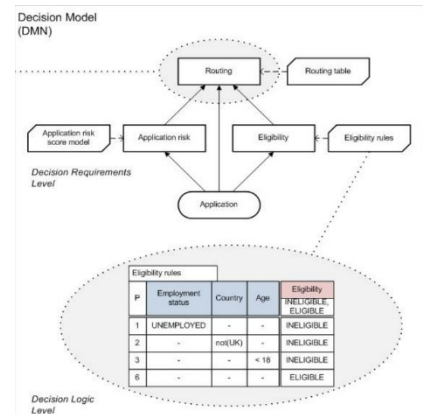 Decision Model
(DMN)
Routing
Routing table
Application risk
score model
Application risk
Eligibility
Eligibility rules
Decision Requirements
Level
Application
Eligibility rules
P
Employment
status
Country
Age
Eligibility
INELIGIBLE,
ELIGIBLE
1 UNEMPLOYED - - INELIGIBLE
2 - not(UK) - INELIGIBLE
3 - - < 18 INELIGIBLE
6 - - - ELIGIBLE
Decision Logic
Level